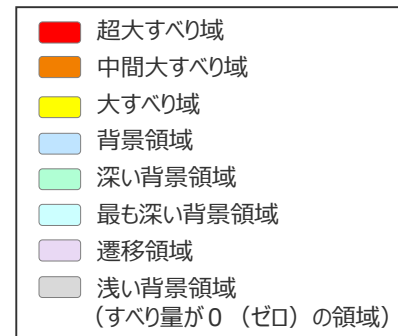 超大すべり域
中間大すべり域
大すべり域
背景領域
深い背景領域
最も深い背景領域
遷移領域
浅い背景領域
（すべり量が０（ゼロ）の領域）